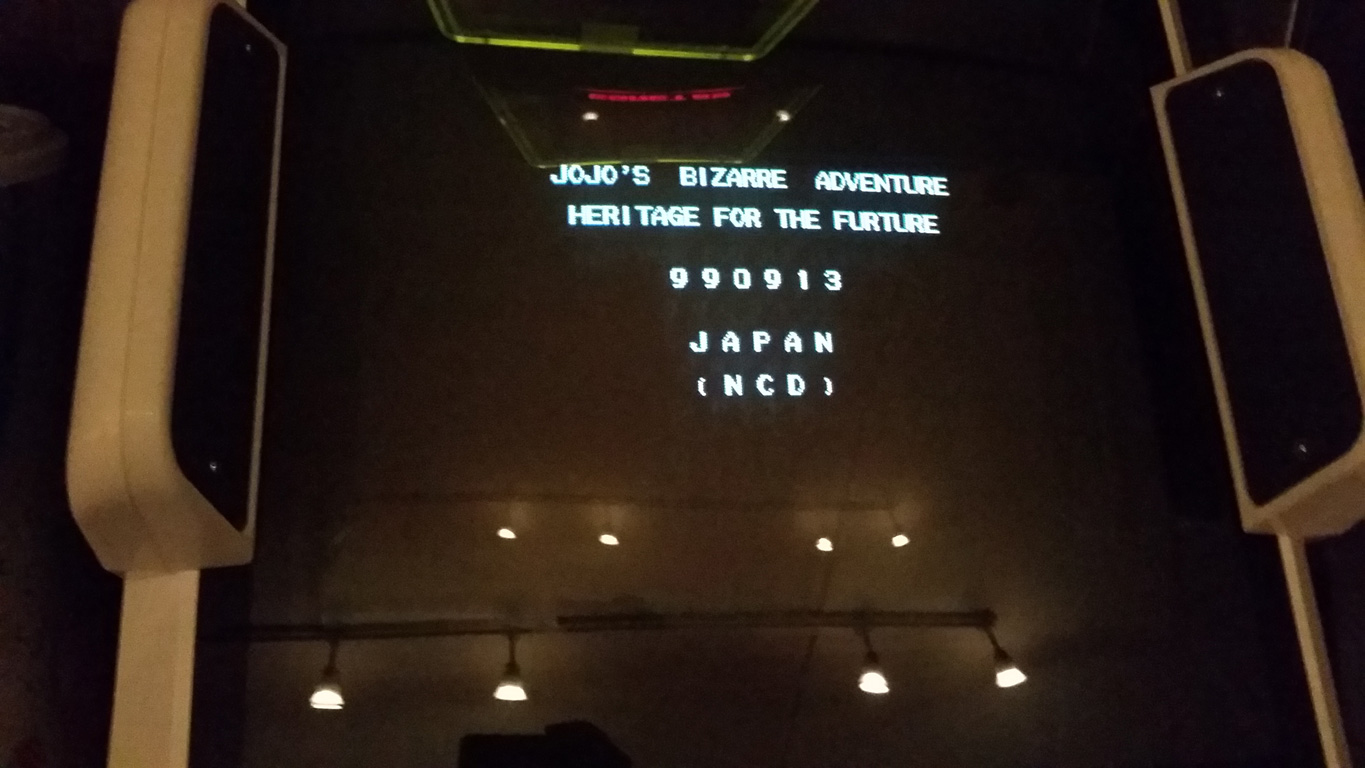 JOJO'S BIZARRE ADVENTURE
HERITAGE FOR THE FURTURE
990913
JAPAN
(NCD)